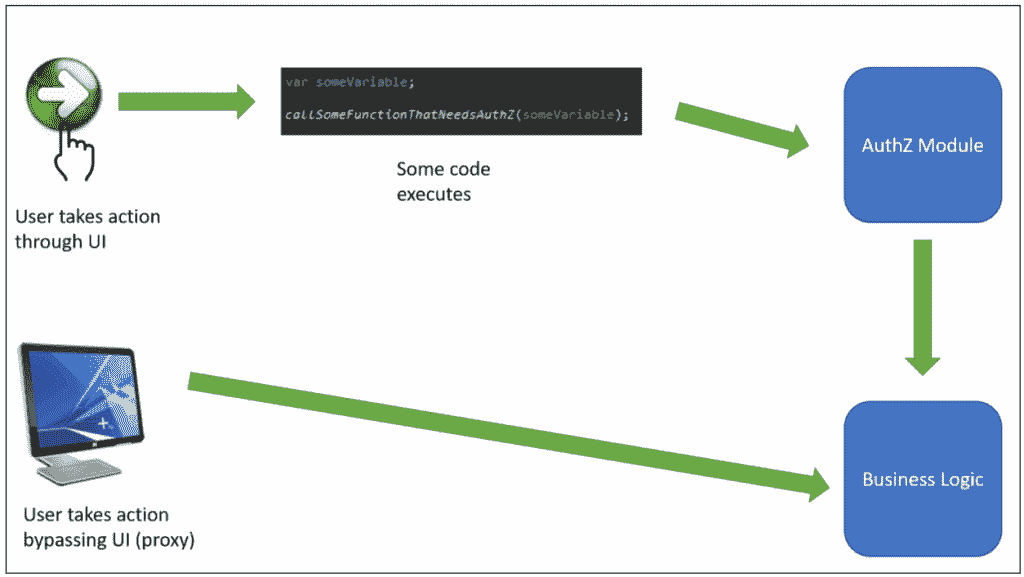 var someVariable;
callSomeFunctionThatNeedsAuthZ(someVariable);
AuthZ Module
Some code
executes
User takes action
through UI
Business Logic
User takes action
bypassing UI (proxy)